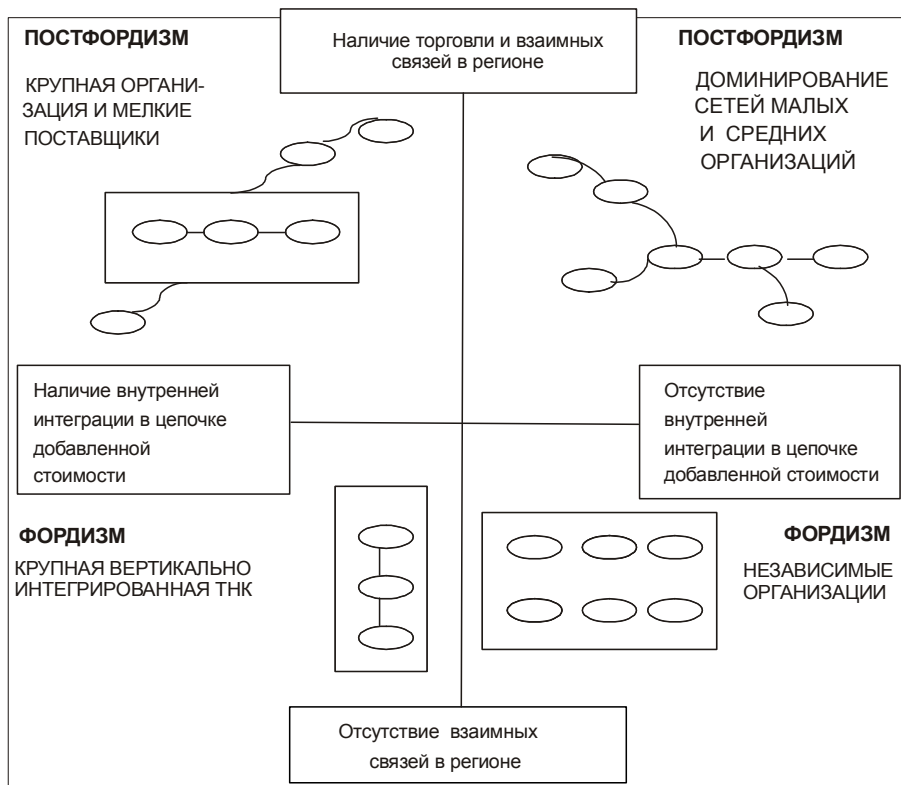 ПОСТФОРДИЗМ
КРУПНАЯ ОРГАНИ-
ЗАЦИЯ И МЕЛКИЕ
ПОСТАВЩИКИ
Наличие торговли и взаимных
связей в регионе
ПОСТФОРДИЗМ
ДОМИНИРОВАНИЕ
СЕТЕЙ МАЛЫХ
И СРЕДНИХ
ОРГАНИЗАЦИЙ
Наличие внутренней
интеграции в цепочке
добавленной
стоимости
Отсутствие
внутренней
интеграции в цепочке
добавленной стоимости
ФОРДИЗМ
КРУПНАЯ ВЕРТИКАЛЬНО
ИНТЕГРИРОВАННАЯ ТНК
ФОРДИЗМ
НЕЗАВИСИМЫЕ
ОРГАНИЗАЦИИ
Отсутствие взаимных
связей в регионе